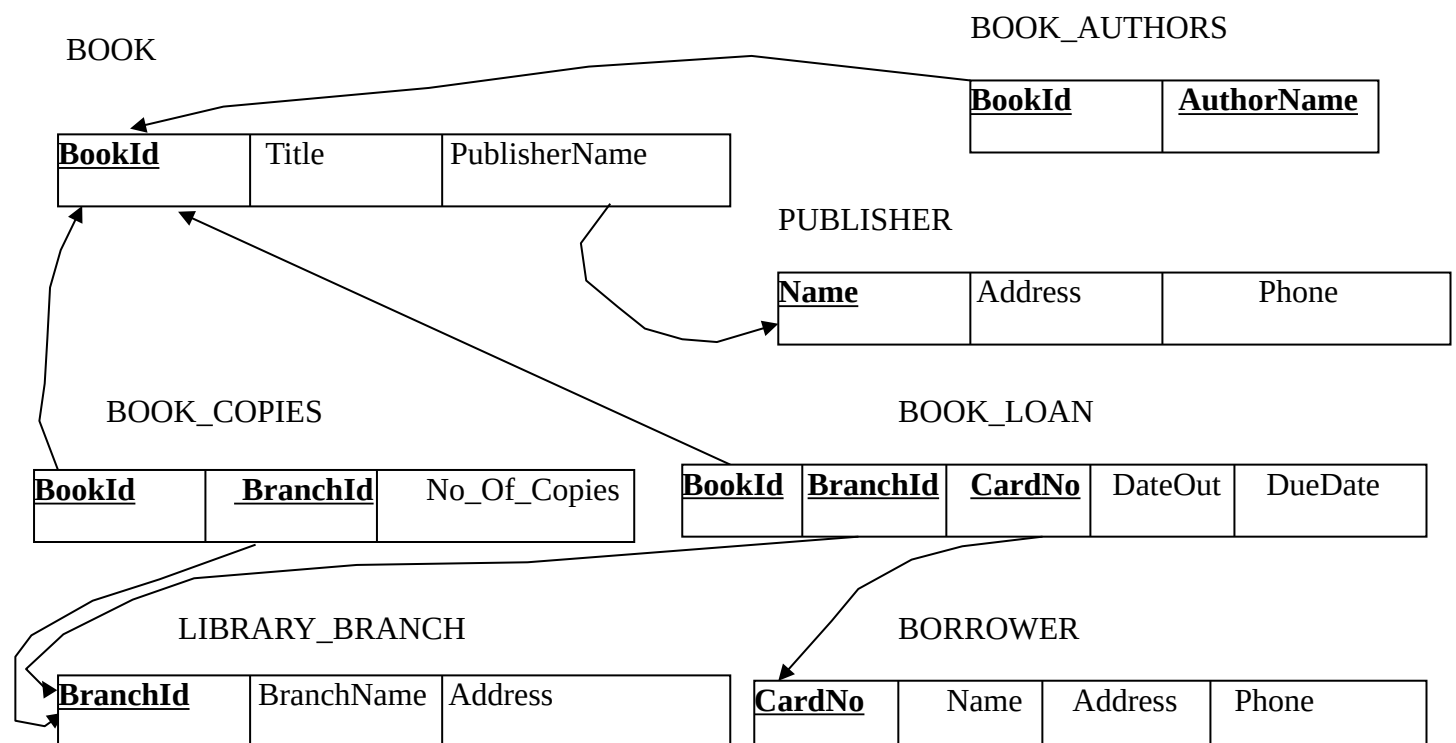 BOOK_AUTHORS
BOOK
BookId AuthorName
BookId Title PublisherName
PUBLISHER
Name Address Phone
BOOK_COPIES BOOK_LOAN
BookId BranchId No_Of_Copies
BookId BranchId CardNo DateOut DueDate
LIBRARY_BRANCH BORROWER
BranchId BranchName Address
CardNo Name Address Phone